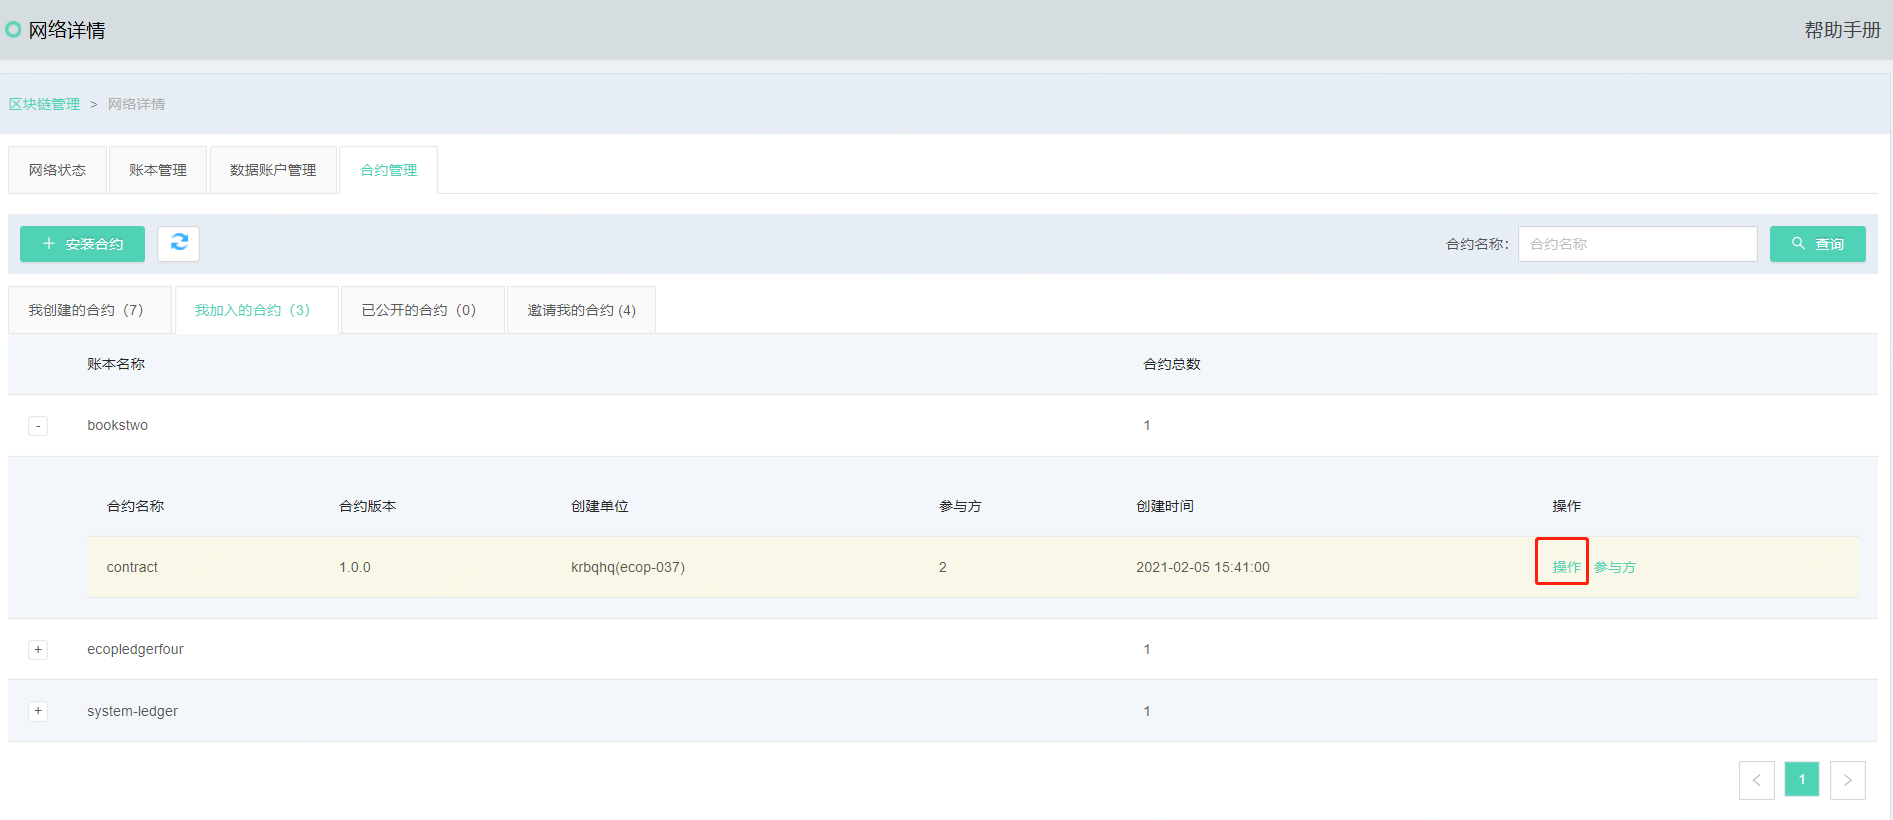 网络详情 帮助手册
区块链管理 > 网络详情
网络状态 账本管理 数据账户管理 合约管理
+ 安装合约 合约名称: 合约名称 查询
我创建的合约（7） 我加入的合约（3） 已公开的合约（0） 邀请我的合约 (4)
账本名称 合约总数
- bookstwo 1
合约名称 合约版本 创建单位 参与方 创建时间 操作
contract 1.0.0 krbqhq(ecop-037) 2 2021-02-05 15:41:00 操作 参与方
+ ecopledgerfour 1
+ system-ledger 1
< 1 >